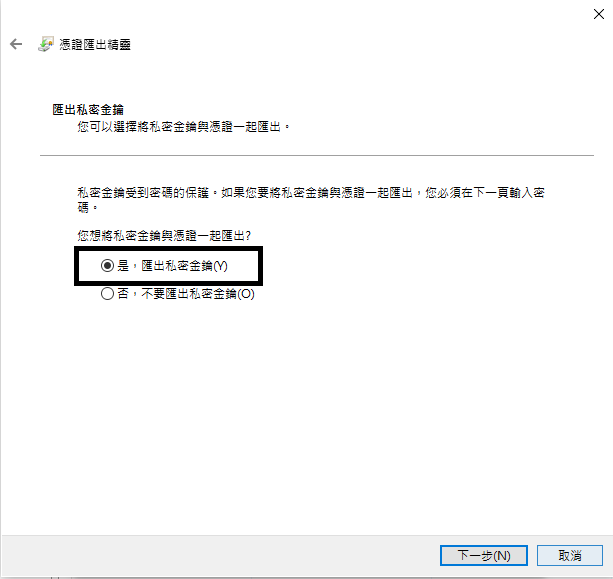 憑證匯出精靈
匯出私密金鑰
您可以選擇將私密金鑰與憑證一起匯出。
私密金鑰受到密碼的保護。如果您要將私密金鑰與憑證一起匯出，您必須在下一頁輸入密
碼。
您想將私密金鑰與憑證一起匯出?
是，匯出私密金鑰(Y)
否，不要匯出私密金鑰(O)
下一步(N)
取消